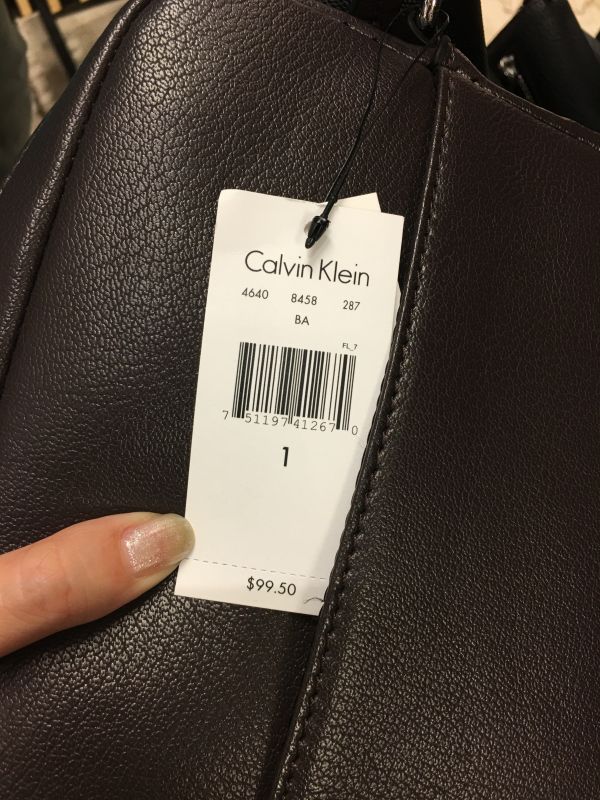 Calvin Klein
4640 8458 287
BA
FL_7
7 51197 41267 0
1
$99.50